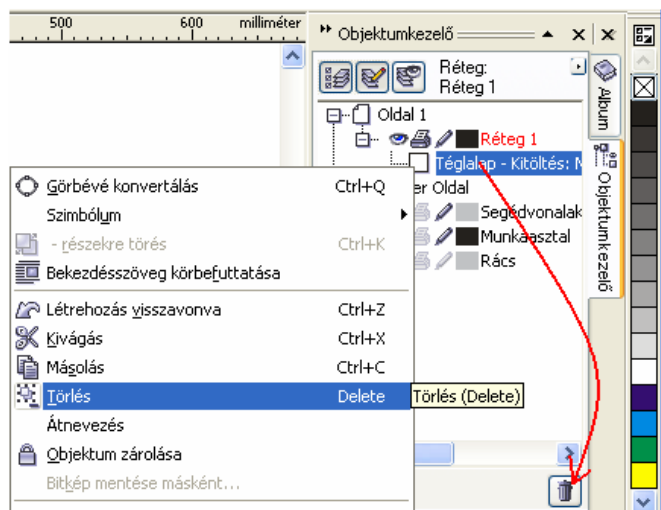 500 600 milliméter
Objektumkezelő
Réteg:
Réteg 1
Oldal 1
Réteg 1
Téglalap - Kitöltés: N
er Oldal
Segédvonalak
Munkaasztal
Rács
Album
Objektumkezelő
Görbévé konvertálás Ctrl+Q
Szimbólum
- részekre törés Ctrl+K
Bekezdésszöveg körbefuttatása
Létrehozás visszavonva Ctrl+Z
Kivágás Ctrl+X
Másolás Ctrl+C
Törlés Delete
Törlés (Delete)
Átnevezés
Objektum zárolása
Bitkép mentése másként...